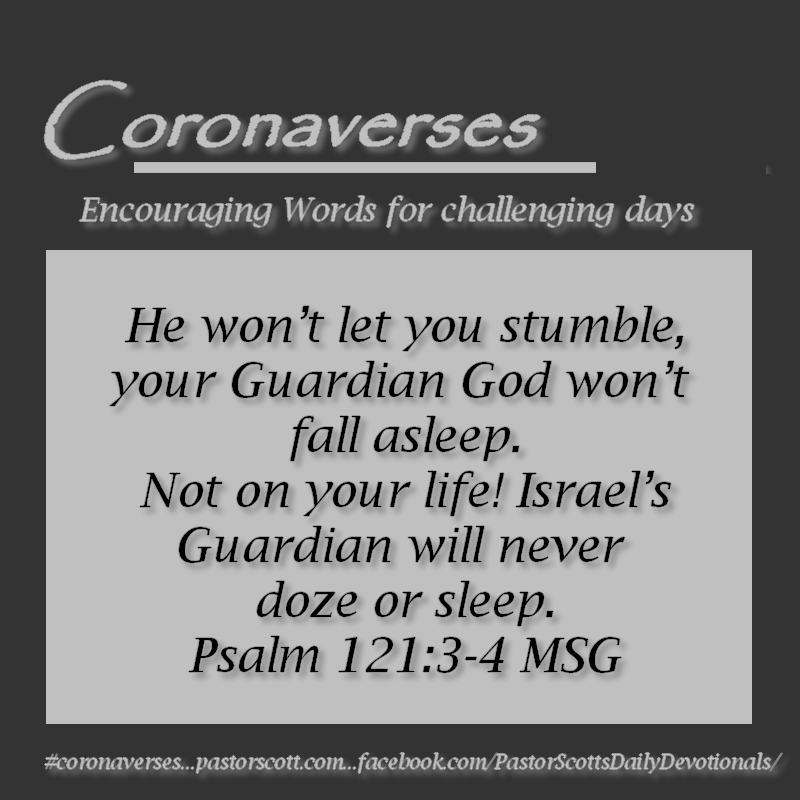 Coronaverses
Encouraging Words for challenging days
He won’t let you stumble,
your Guardian God won’t
fall asleep.
Not on your life! Israel’s
Guardian will never
doze or sleep.
Psalm 121:3-4 MSG
#coronaverses...pastorscott.com...facebook.com/PastorScottsDailyDevotionals/